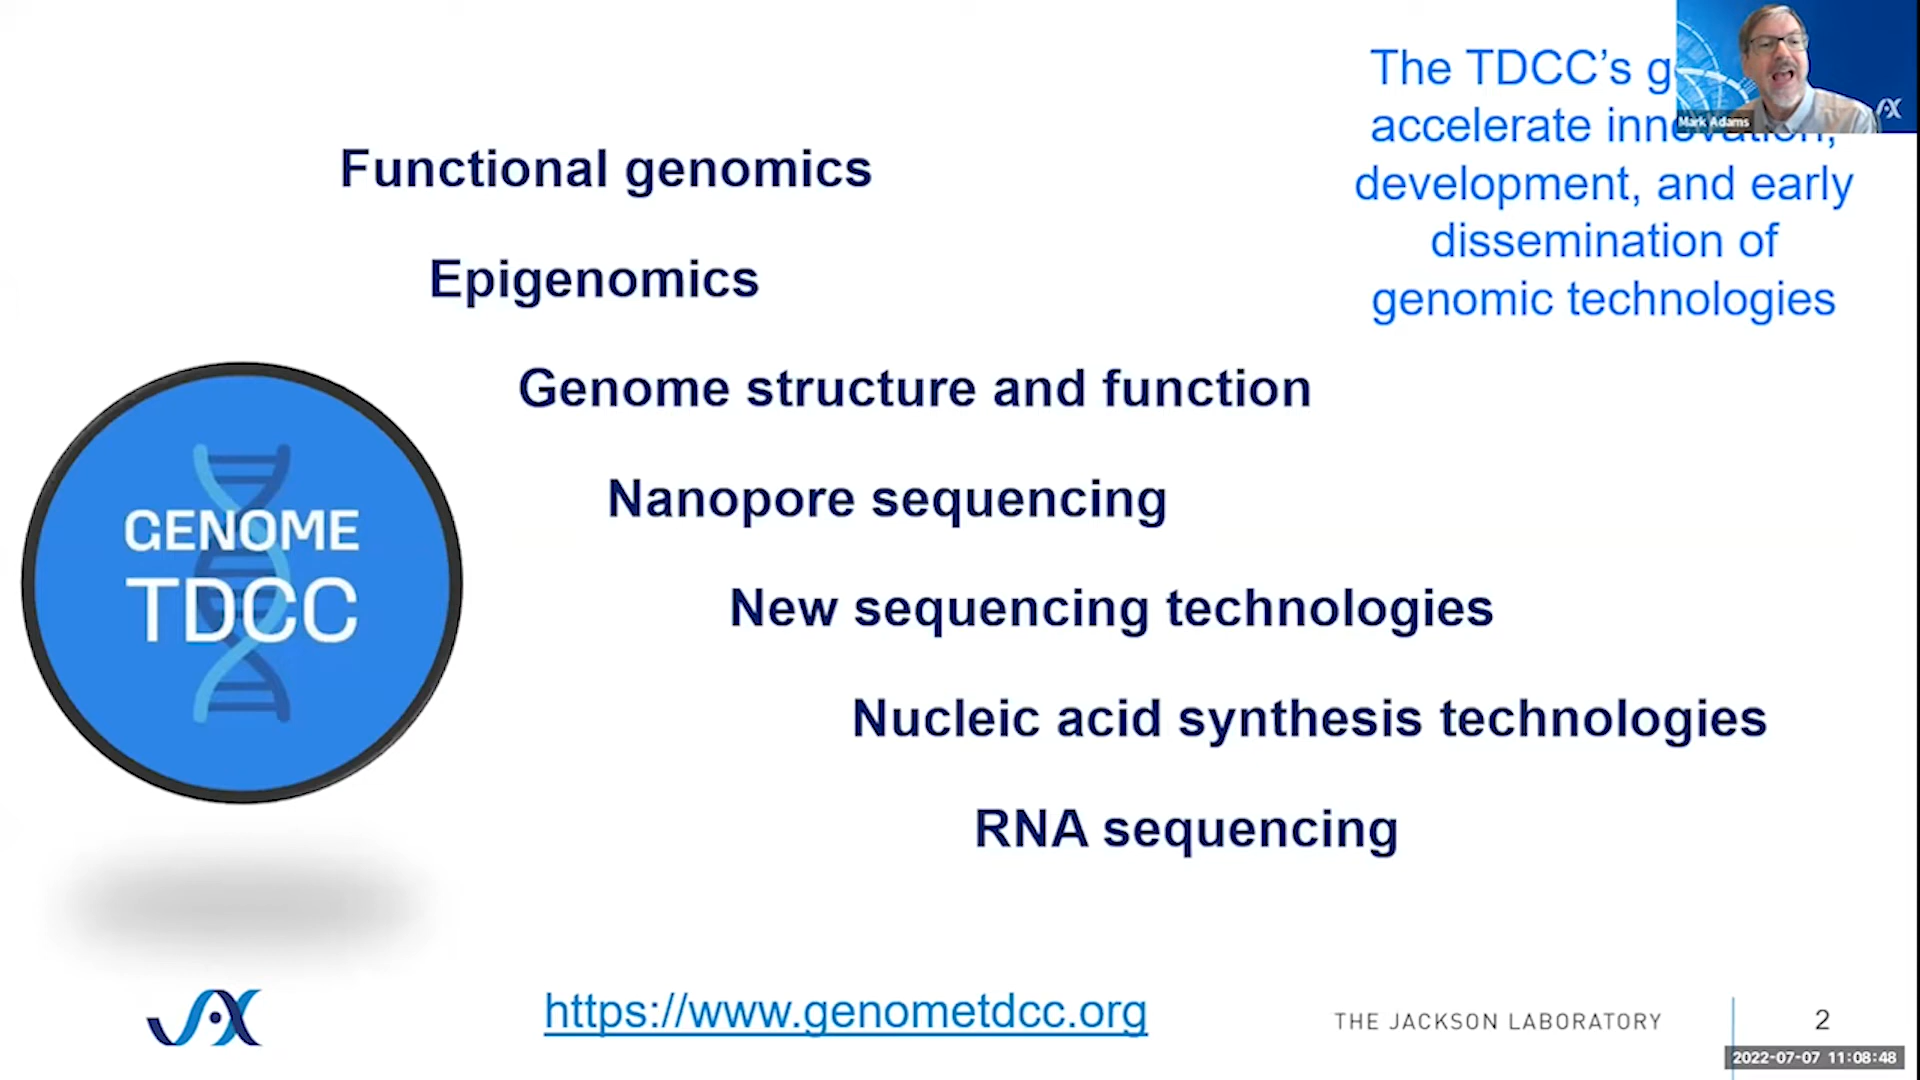 The TDCC's g
accelerate innovation,
development, and early
dissemination of
genomic technologies
Mark Adams
Functional genomics
Epigenomics
Genome structure and function
Nanopore sequencing
New sequencing technologies
Nucleic acid synthesis technologies
RNA sequencing
GENOME
TDCC
https://www.genometdcc.org
THE JACKSON LABORATORY
2
2022-07-07 11:08:48